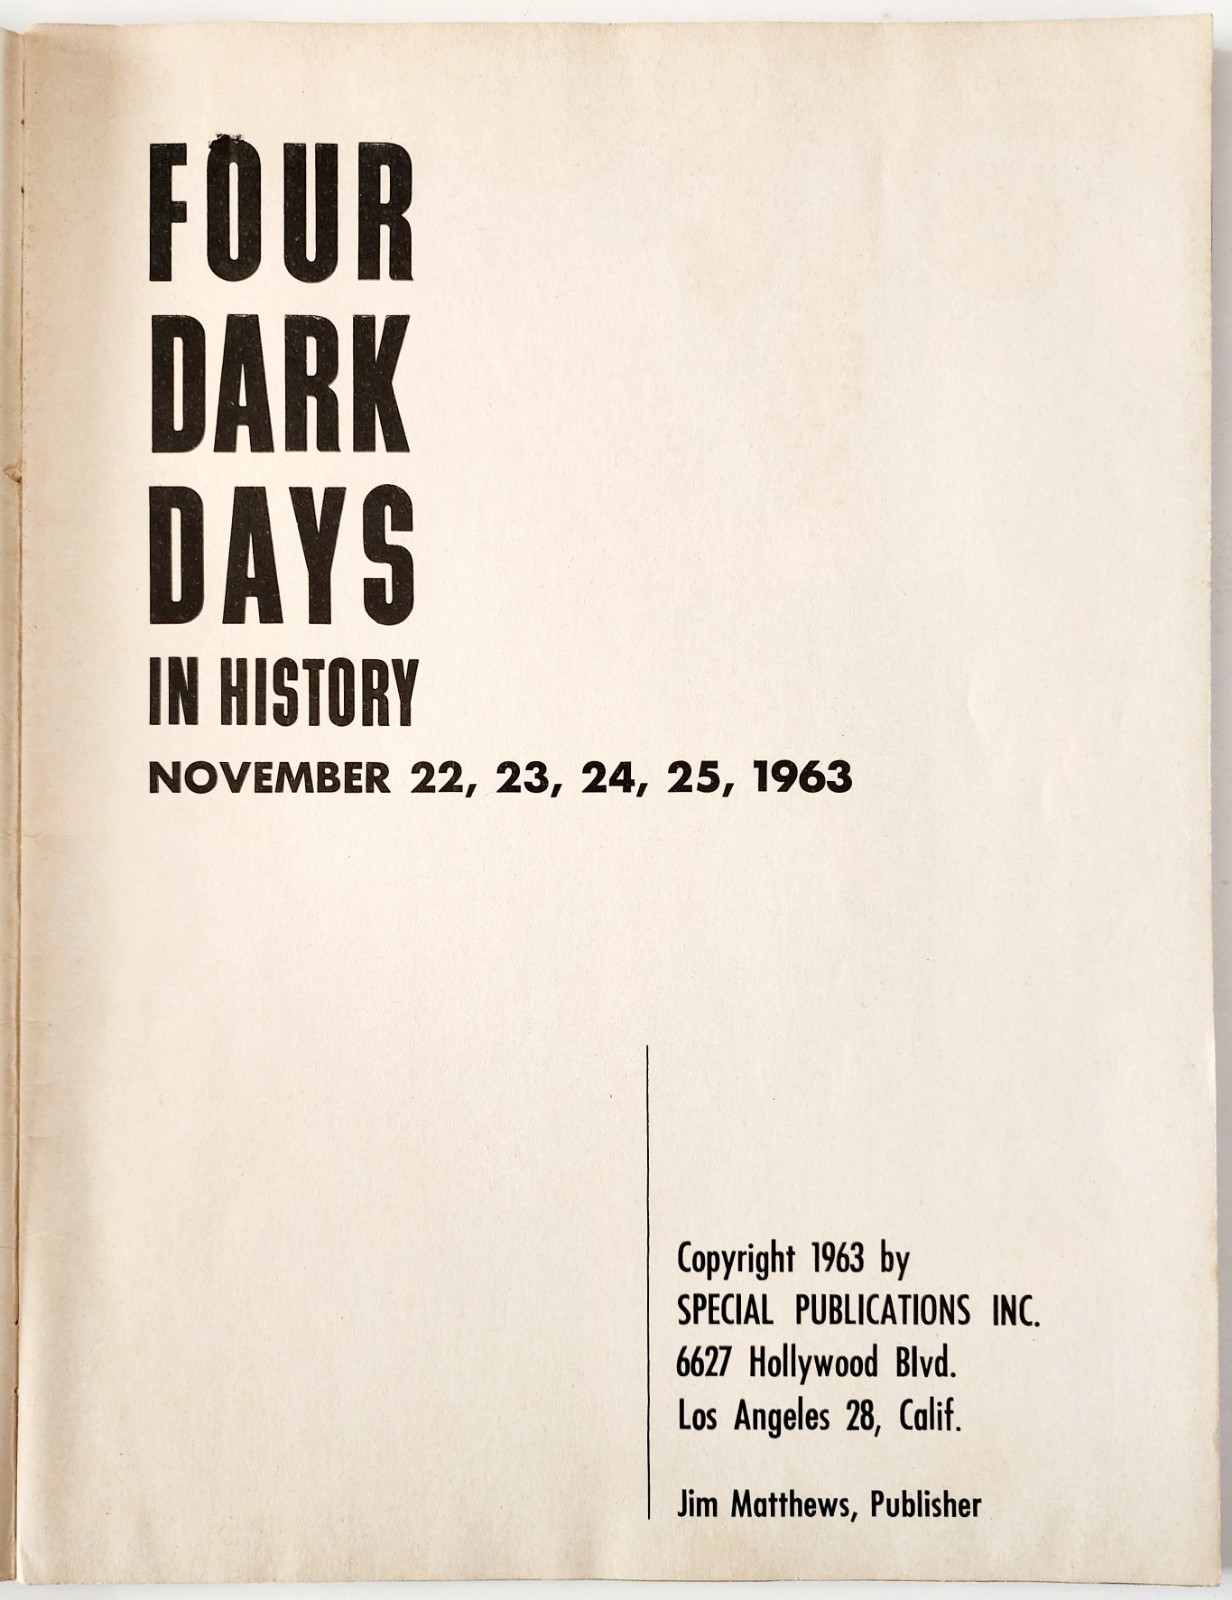 FOUR
DARK
DAYS
IN HISTORY
NOVEMBER 22, 23, 24, 25, 1963
Copyright 1963 by
SPECIAL PUBLICATIONS INC.
6627 Hollywood Blvd.
Los Angeles 28, Calif.
Jim Matthews, Publisher